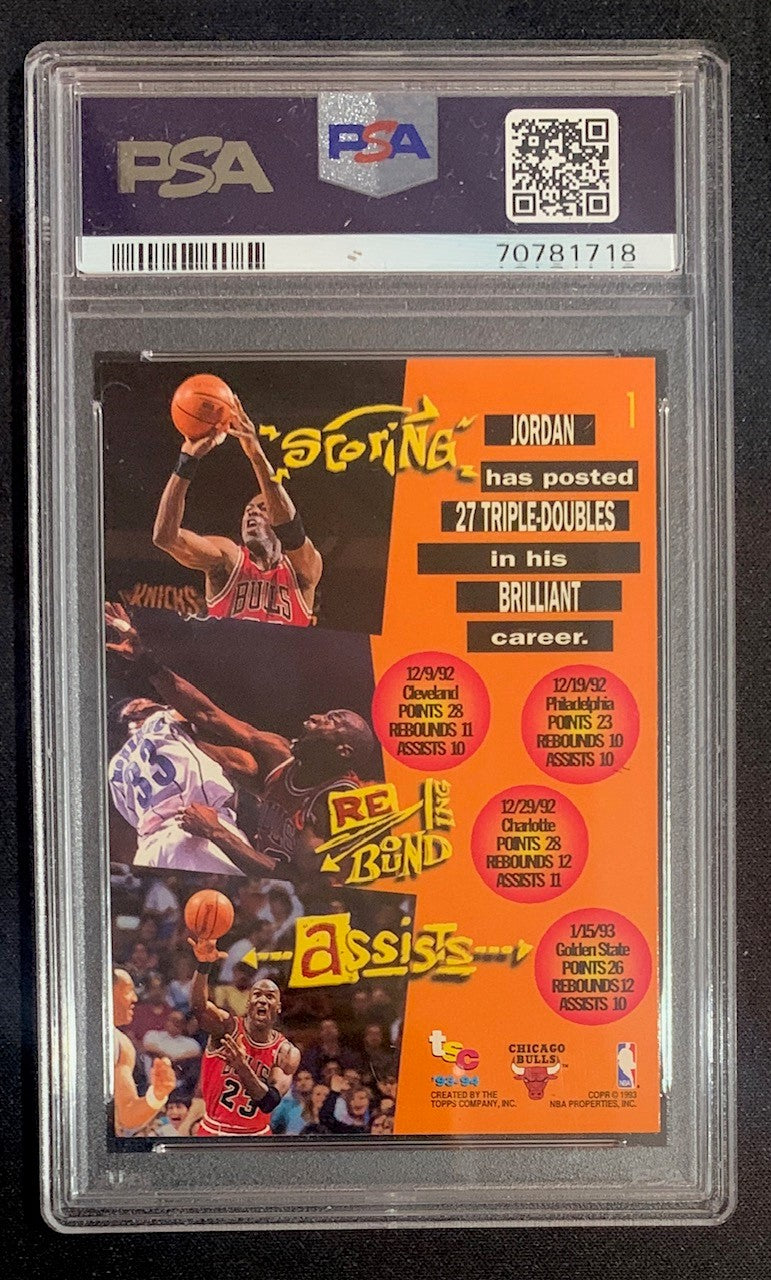 PSA
PSA
70781718
1
SCORING
JORDAN
has posted
27 TRIPLE-DOUBLES
in his
BRILLIANT
career.
KNICKS
BULLS
12/9/92
Cleveland
POINTS 28
REBOUNDS 11
ASSISTS 10
12/19/92
Philadelphia
POINTS 23
REBOUNDS 10
ASSISTS 10
33
REBOUNDING
12/29/92
Charlotte
POINTS 28
REBOUNDS 12
ASSISTS 11
assists
1/15/93
Golden State
POINTS 26
REBOUNDS 12
ASSISTS 10
BULLS
23
tsc
'93-'94
CREATED BY THE
TOPPS COMPANY, INC.
CHICAGO
BULLS
TM
NBA
COPR © 1993
NBA PROPERTIES, INC.